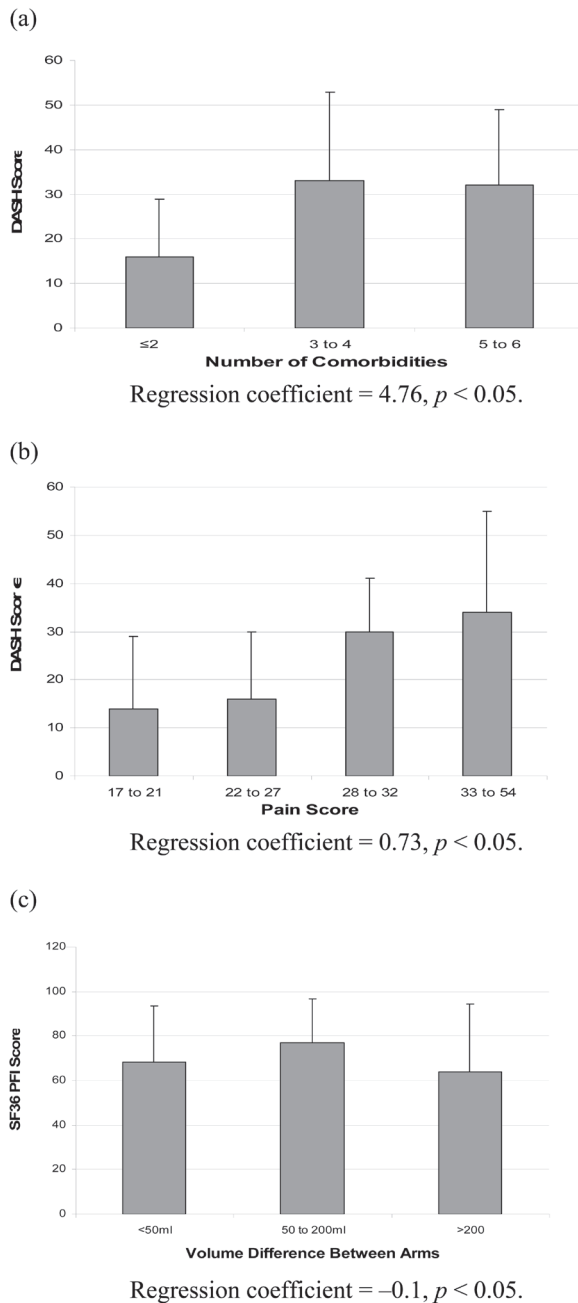 (a)
60
50
40
30
20
10
0
DASH Score
≤2 3 to 4 5 to 6
Number of Comorbidities
Regression coefficient = 4.76, p < 0.05.
(b)
60
50
40
30
20
10
0
DASH Score
17 to 21 22 to 27 28 to 32 33 to 54
Pain Score
Regression coefficient = 0.73, p < 0.05.
(c)
120
100
80
60
40
20
0
SF36 PFI Score
<50ml 50 to 200ml >200
Volume Difference Between Arms
Regression coefficient = –0.1, p < 0.05.